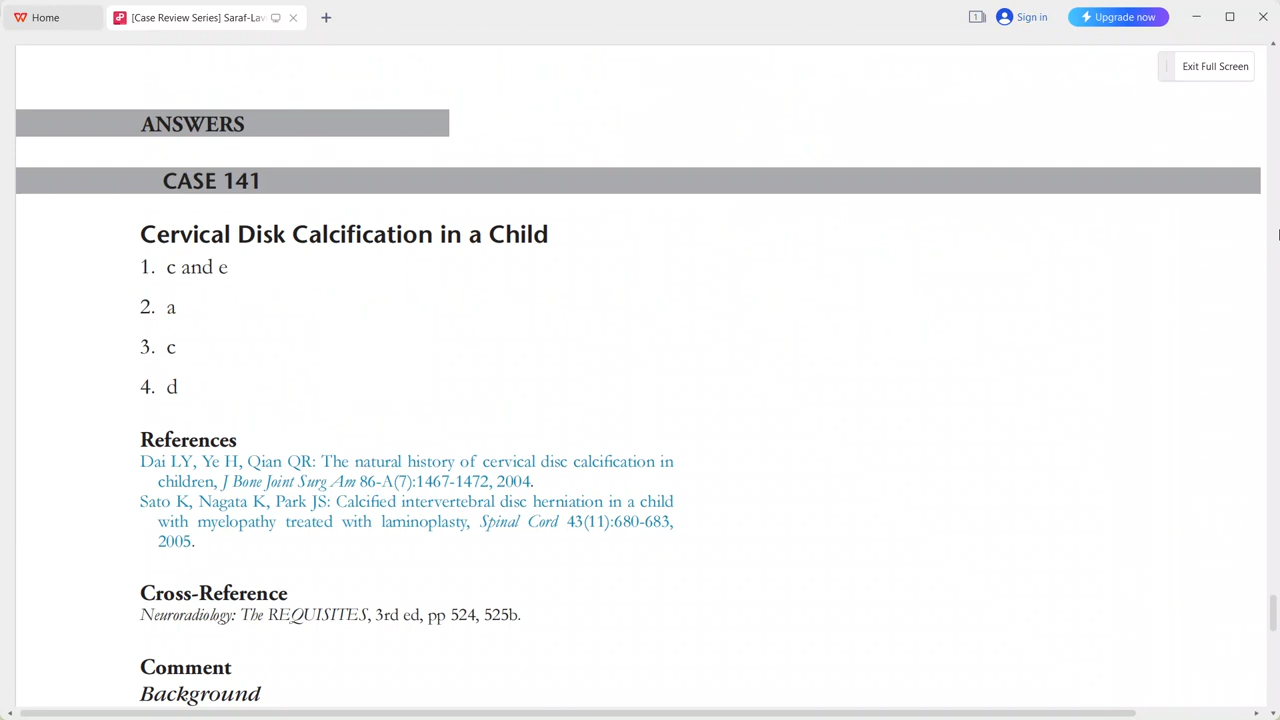 Home
[Case Review Series] Saraf-Lav
1
Sign in
Upgrade now
Exit Full Screen
ANSWERS
CASE 141
Cervical Disk Calcification in a Child
1. c and e
2. a
3. c
4. d
References
Dai LY, Ye H, Qian QR: The natural history of cervical disc calcification in
children, J Bone Joint Surg Am 86-A(7):1467-1472, 2004.
Sato K, Nagata K, Park JS: Calcified intervertebral disc herniation in a child
with myelopathy treated with laminoplasty, Spinal Cord 43(11):680-683,
2005.
Cross-Reference
Neuroradiology: The REQUISITES, 3rd ed, pp 524, 525b.
Comment
Background